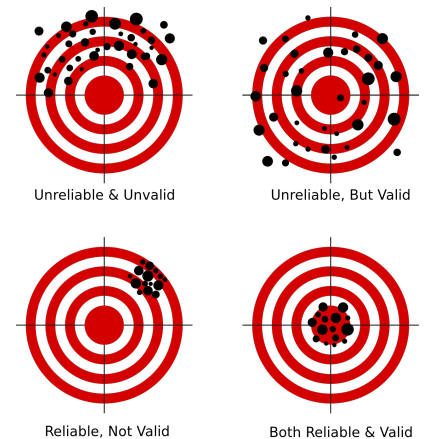 Unreliable & Unvalid
Unreliable, But Valid
Reliable, Not Valid
Both Reliable & Valid